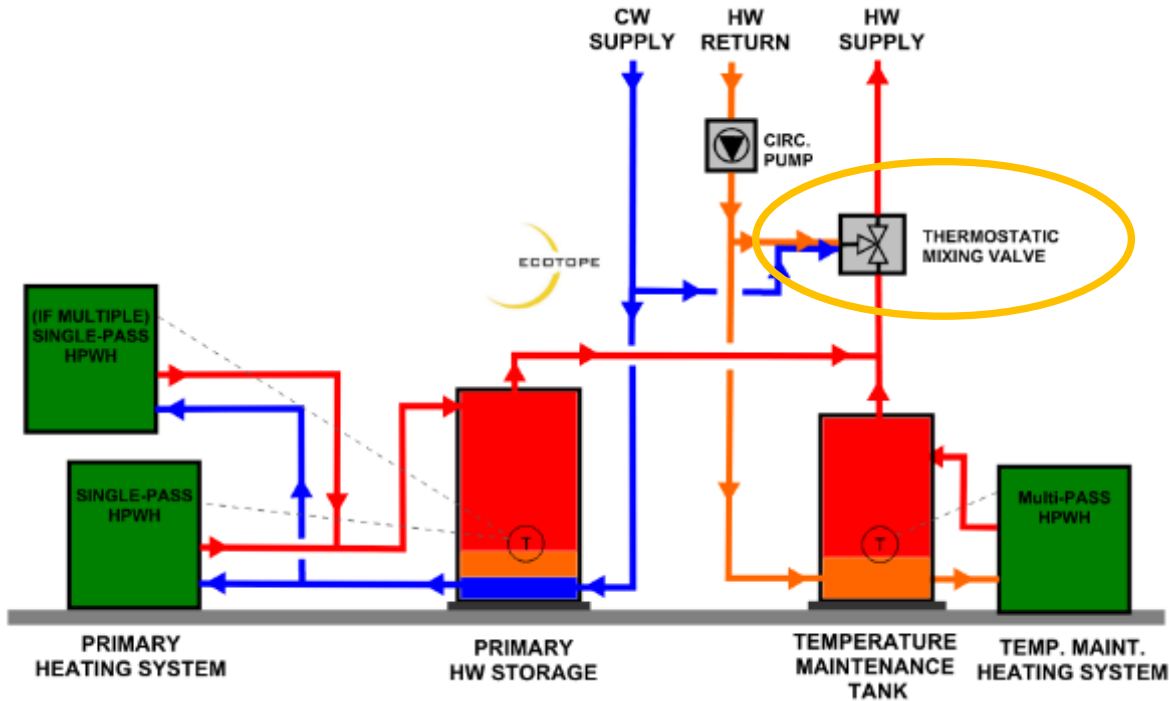 CW
SUPPLY
HW
RETURN
HW
SUPPLY
CIRC.
PUMP
THERMOSTATIC
MIXING VALVE
ECOTOPE
(IF MULTIPLE)
SINGLE-PASS
HPWH
SINGLE-PASS
HPWH
T
T
Multi-PASS
HPWH
PRIMARY
HEATING SYSTEM
PRIMARY
HW STORAGE
TEMPERATURE
MAINTENANCE
TANK
TEMP. MAINT.
HEATING SYSTEM